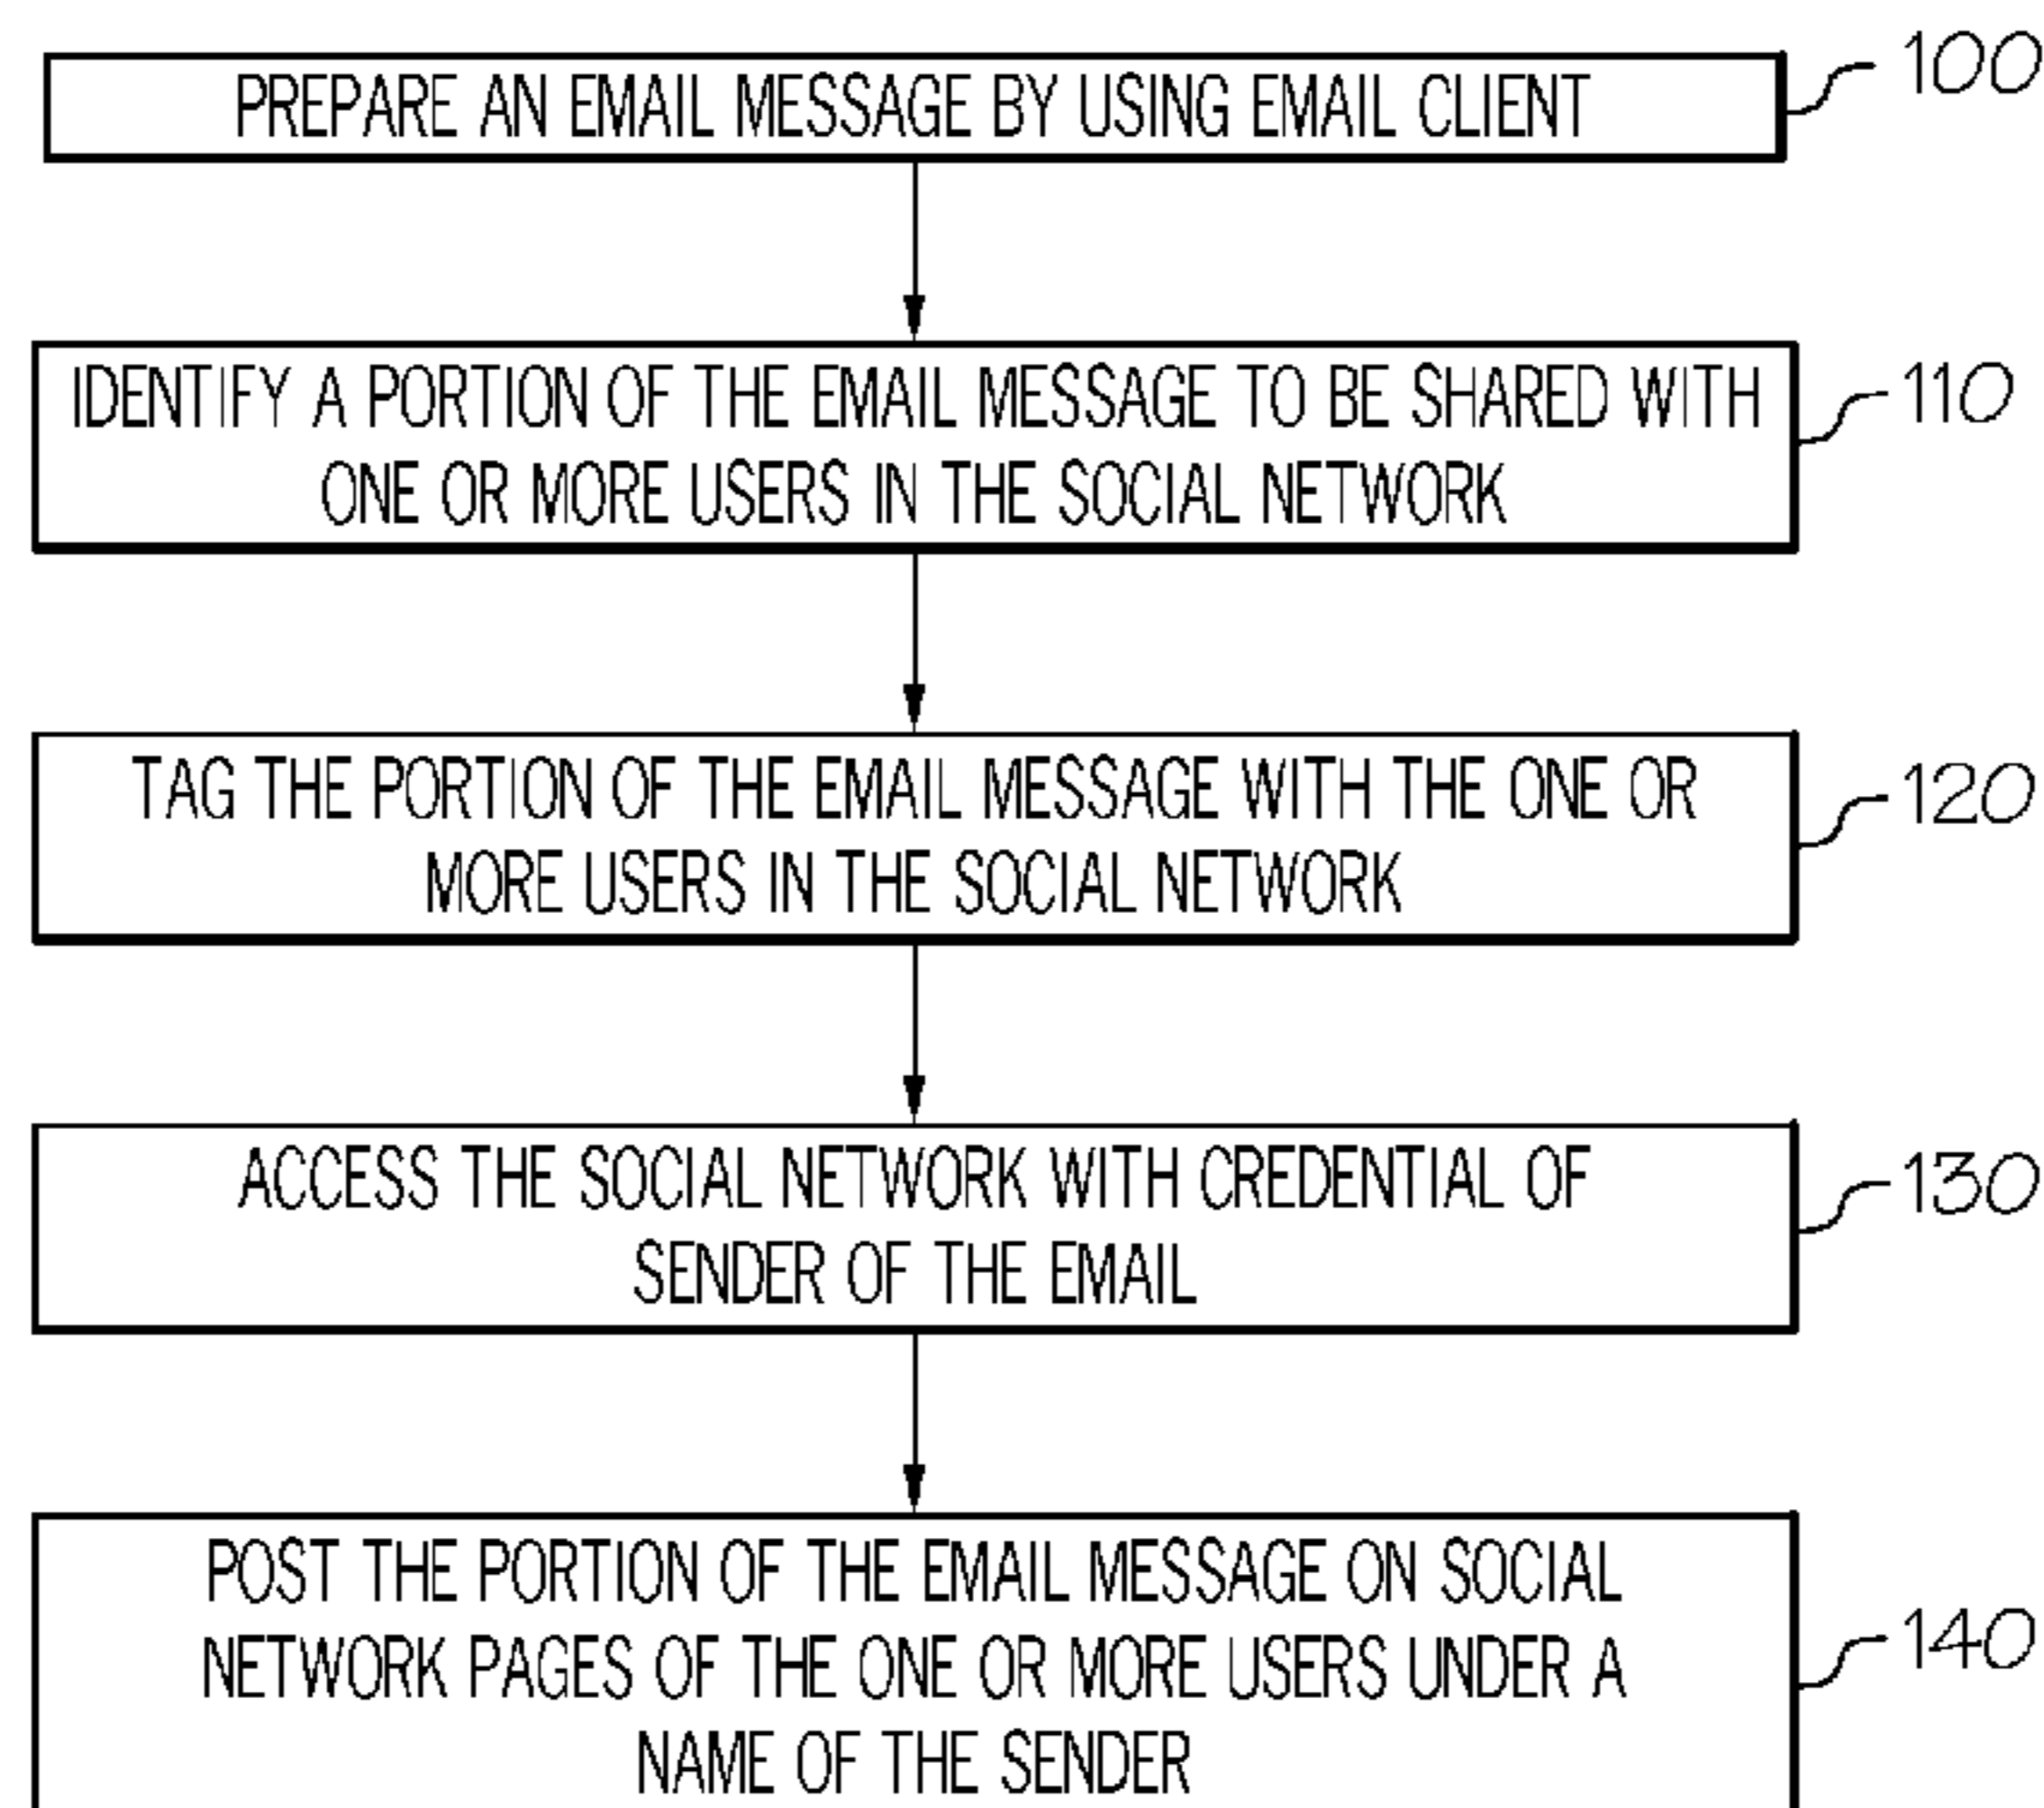 PREPARE AN EMAIL MESSAGE BY USING EMAIL CLIENT
100
IDENTIFY A PORTION OF THE EMAIL MESSAGE TO BE SHARED WITH
ONE OR MORE USERS IN THE SOCIAL NETWORK
110
TAG THE PORTION OF THE EMAIL MESSAGE WITH THE ONE OR
MORE USERS IN THE SOCIAL NETWORK
120
ACCESS THE SOCIAL NETWORK WITH CREDENTIAL OF
SENDER OF THE EMAIL
130
POST THE PORTION OF THE EMAIL MESSAGE ON SOCIAL
NETWORK PAGES OF THE ONE OR MORE USERS UNDER A
NAME OF THE SENDER
140